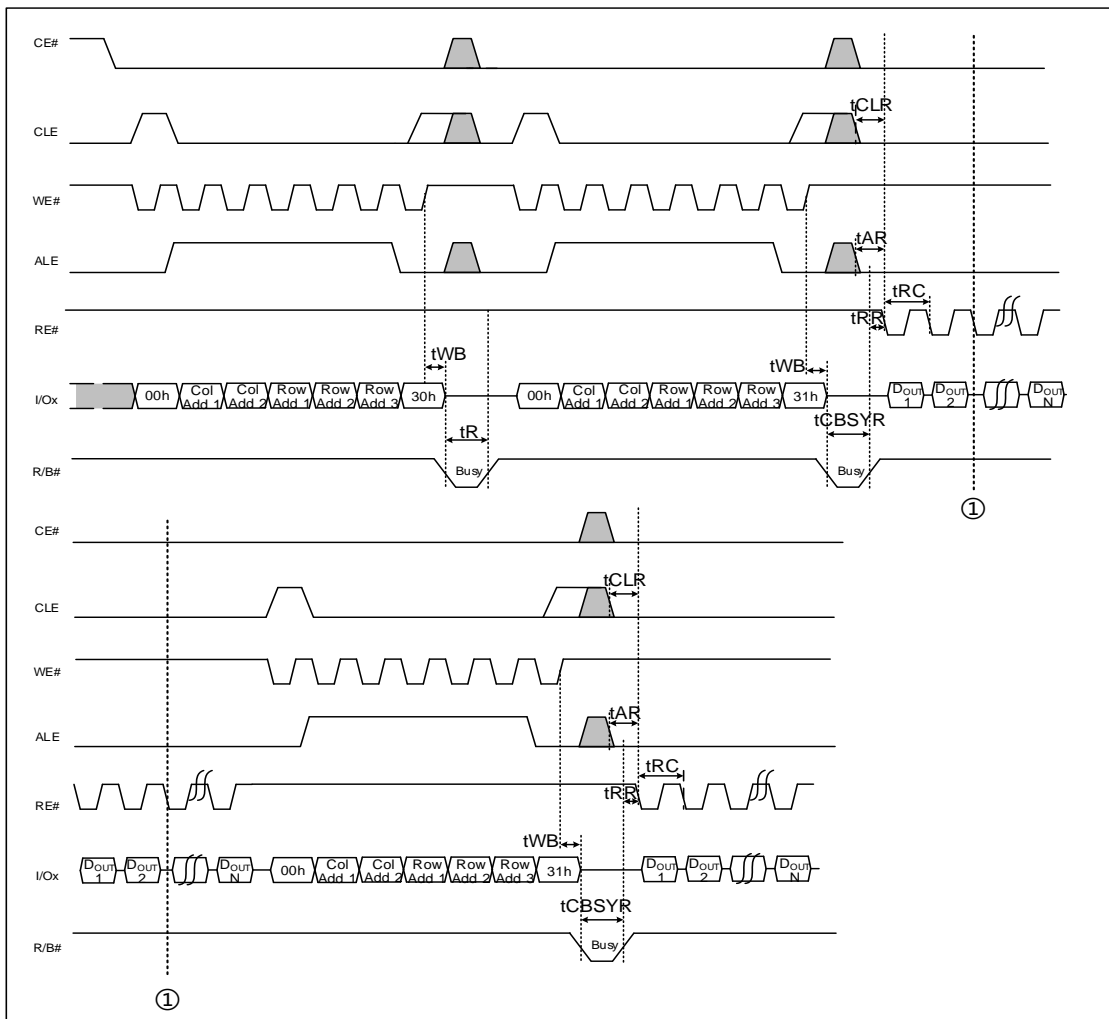 CE#
tCLR
CLE
WE#
tAR
ALE
tRC
tRR
RE#
tWB
tWB
I/Ox
00h
Col Add 1
Col Add 2
Row Add 1
Row Add 2
Row Add 3
30h
00h
Col Add 1
Col Add 2
Row Add 1
Row Add 2
Row Add 3
31h
DOUT 1
DOUT 2
DOUT N
tR
tCBSYR
R/B#
Busy
Busy
①
CE#
tCLR
CLE
WE#
tAR
ALE
tRC
tRR
RE#
tWB
I/Ox
DOUT 1
DOUT 2
DOUT N
00h
Col Add 1
Col Add 2
Row Add 1
Row Add 2
Row Add 3
31h
DOUT 1
DOUT 2
DOUT N
tCBSYR
R/B#
Busy
①